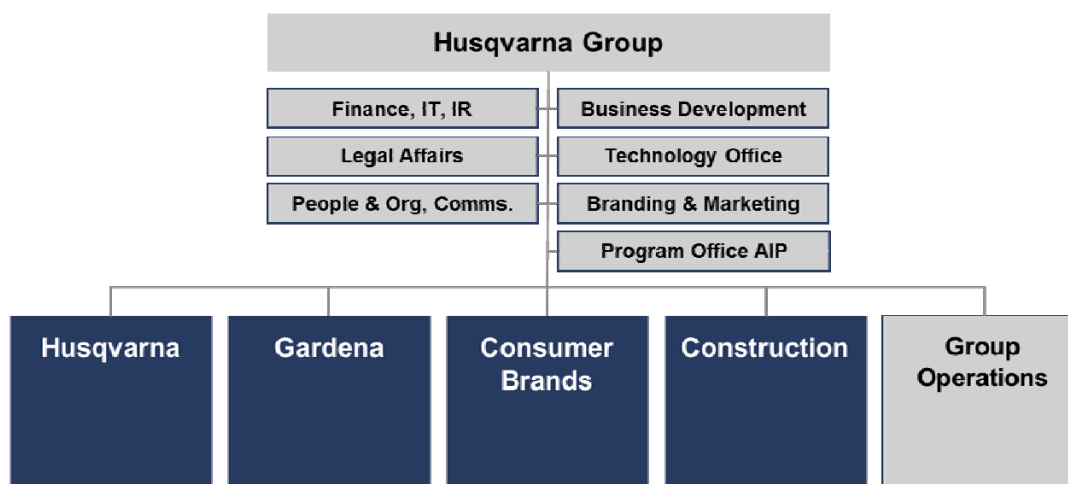 Husqvarna Group
Finance, IT, IR
Business Development
Legal Affairs
Technology Office
People & Org, Comms.
Branding & Marketing
Program Office AIP
Husqvarna
Gardena
Consumer
Brands
Construction
Group
Operations